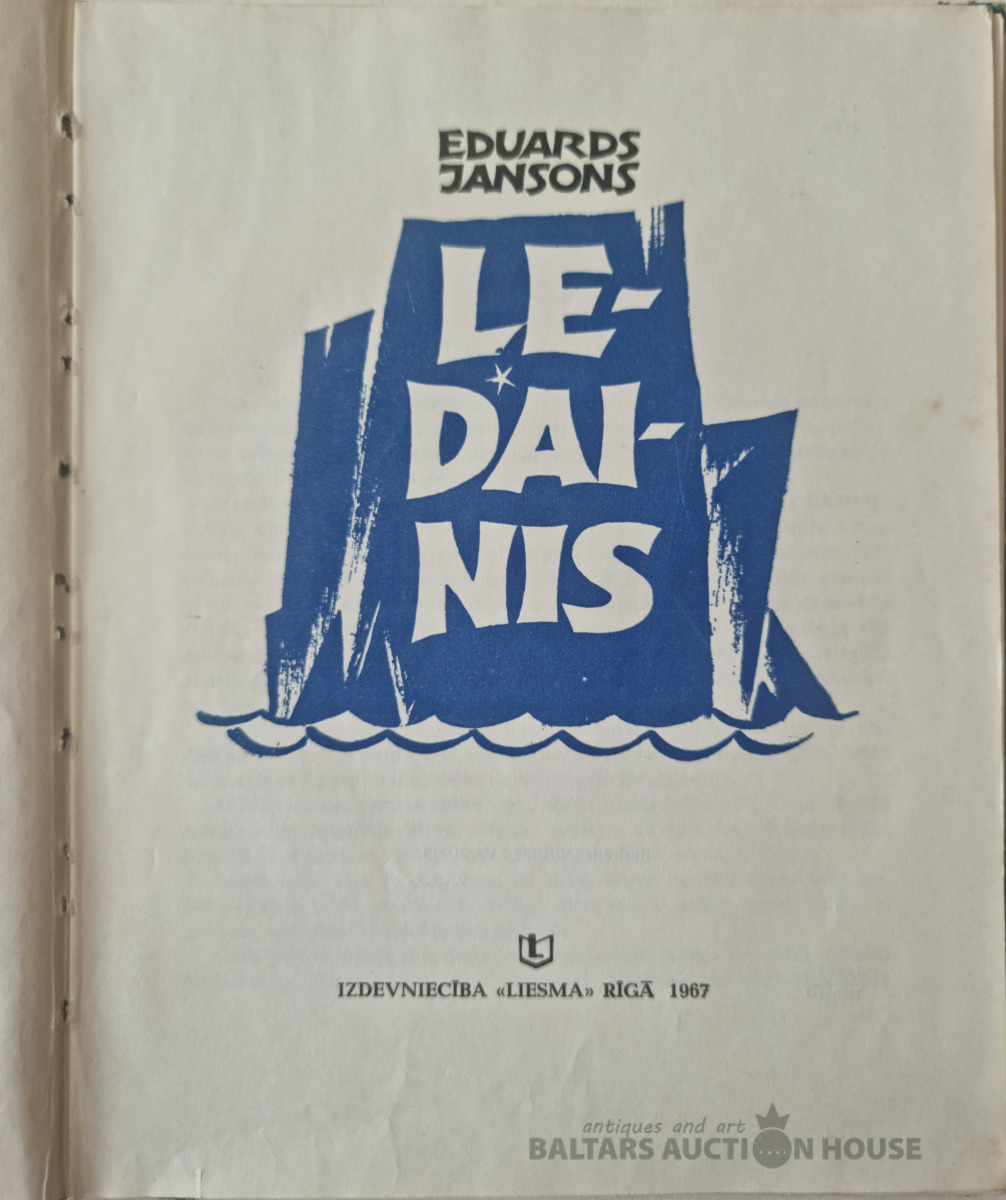 EDUARDS
JANSONS
LE-
DAI-
NIS
L
IZDEVNIECĪBA «LIESMA» RĪGĀ 1967
antiques and art
BALTARS AUCTION HOUSE